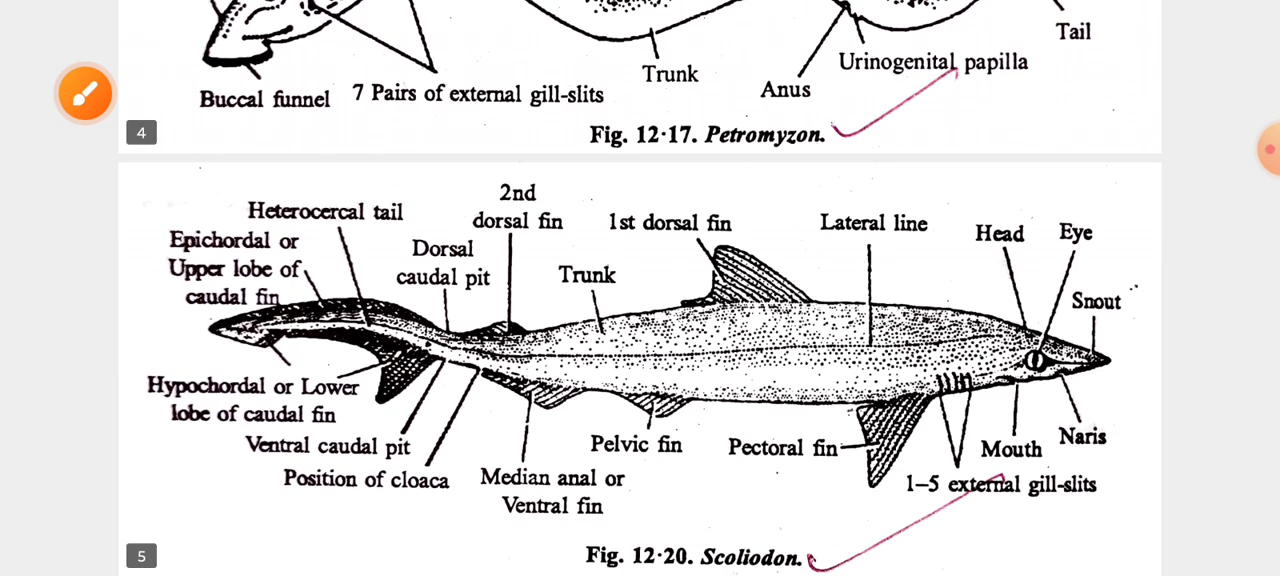 Tail
Urinogenital papilla
Trunk
Anus
7 Pairs of external gill-slits
Buccal funnel
Fig. 12·17. Petromyzon.
4
2nd
dorsal fin
Heterocercal tail
1st dorsal fin
Lateral line
Head
Eye
Epichordal or
Upper lobe of
caudal fin
Dorsal
caudal pit
Trunk
Snout
Hypochordal or Lower
lobe of caudal fin
Ventral caudal pit
Position of cloaca
Median anal or
Ventral fin
Pelvic fin
Pectoral fin
Mouth
Naris
1–5 external gill-slits
Fig. 12·20. Scoliodon.
5